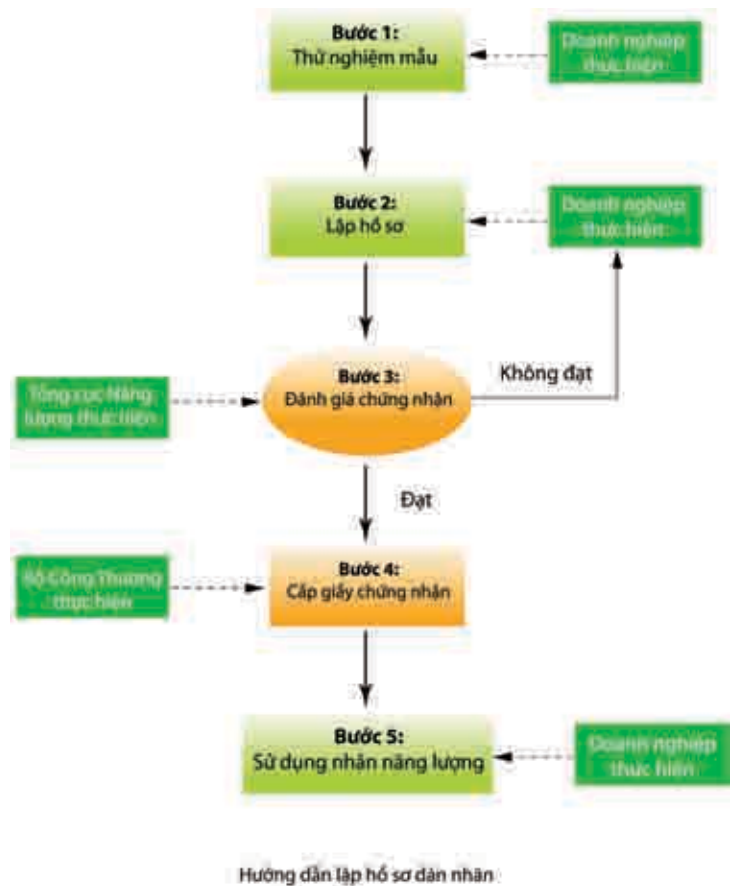 Bước 1:
Thử nghiệm mẫu
Doanh nghiệp
thực hiện
Bước 2:
Lập hồ sơ
Doanh nghiệp
thực hiện
Bước 3:
Đánh giá chứng nhận
Không đạt
Tổng cục Năng
lượng thực hiện
Đạt
Bước 4:
Cấp giấy chứng nhận
Bộ Công Thương
thực hiện
Bước 5:
Sử dụng nhãn năng lượng
Doanh nghiệp
thực hiện
Hướng dẫn lập hồ sơ dán nhãn